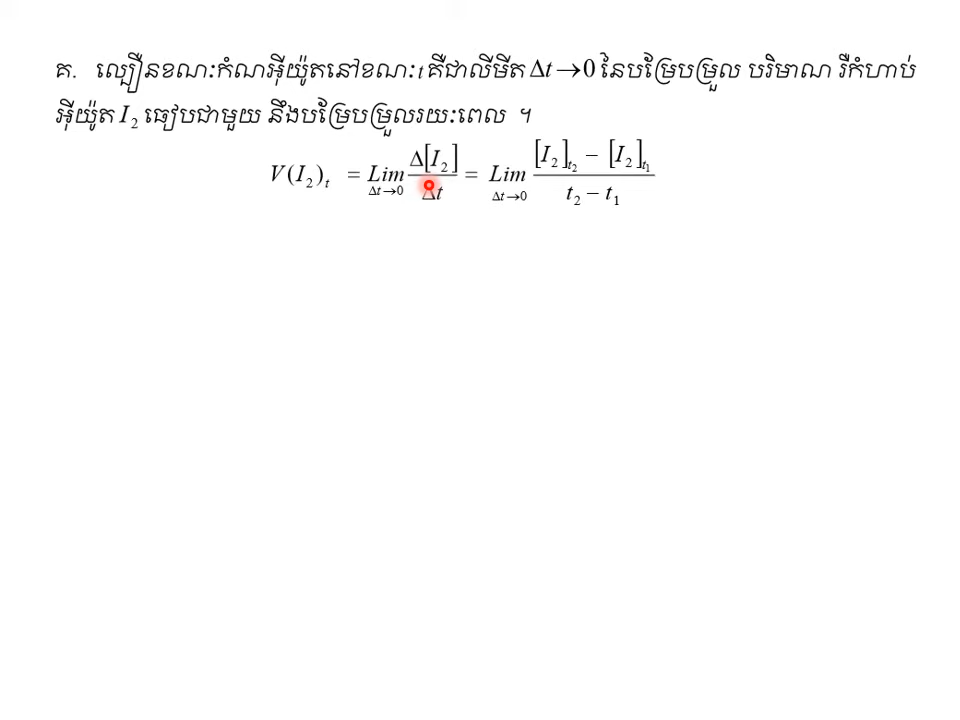 គ. ល្បឿនខណៈកំណអ៊ីយ៉ូតនៅខណៈ t គឺជាលីមីត Δt →0 នៃបម្រែបម្រួល បរិមាណ រឺកំហាប់
អ៊ីយ៉ូត I₂ ធៀបជាមួយ នឹងបម្រែបម្រួលរយៈពេល ។
V(I₂)ₜ = Lim_{Δt→0} Δ[I₂]/Δt = Lim_{Δt→0} ([I₂]_{t₂} − [I₂]_{t₁})/(t₂ − t₁)